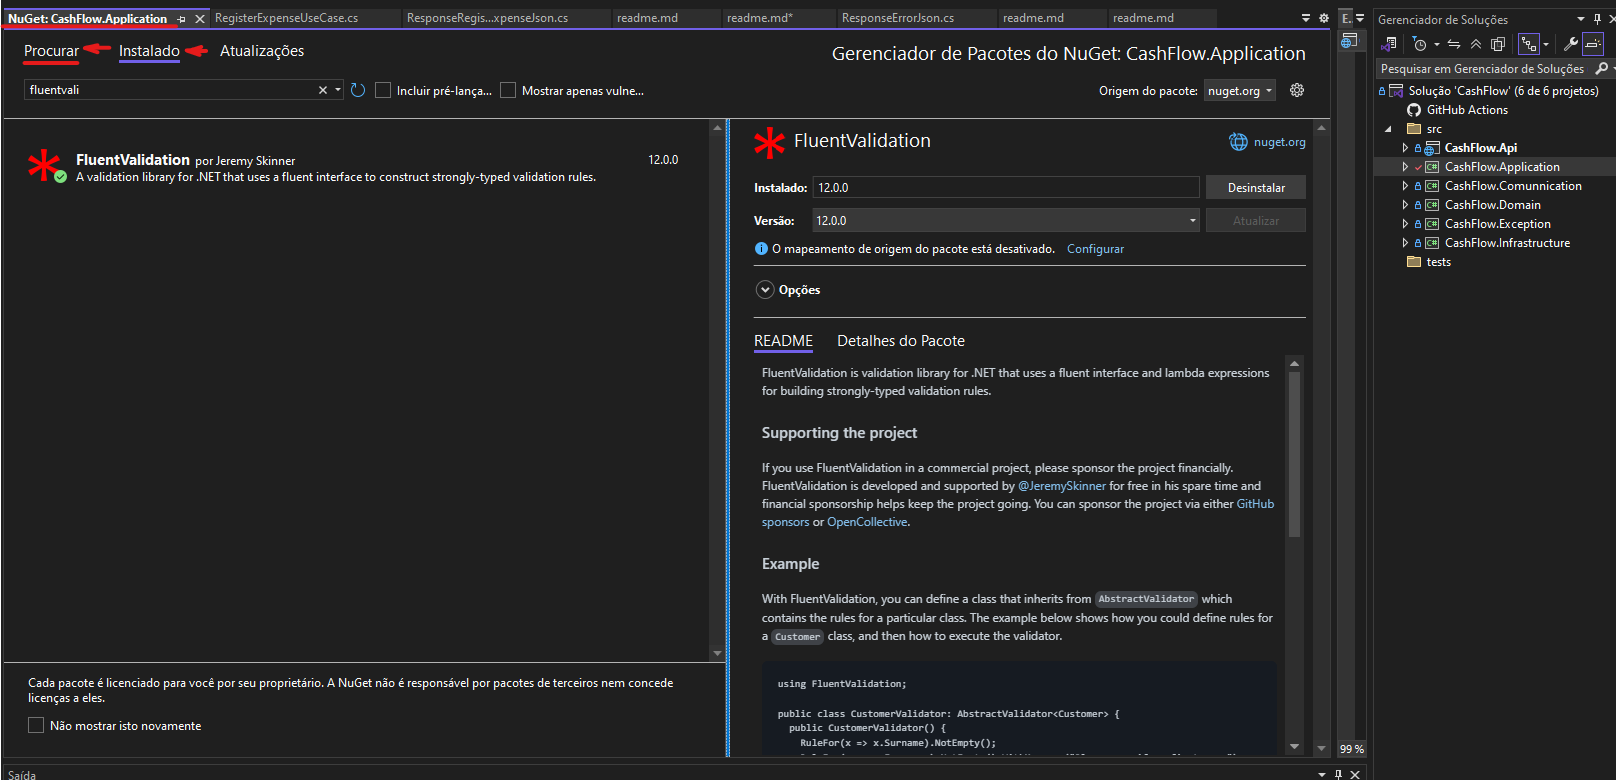 NuGet: CashFlow.Application
RegisterExpenseUseCase.cs
ResponseRegis...xpenseJson.cs
readme.md
readme.md*
ResponseErrorJson.cs
readme.md
readme.md
E..
Procurar
Instalado
Atualizações
Gerenciador de Pacotes do NuGet: CashFlow.Application
fluentvali
Incluir pré-lança...
Mostrar apenas vulne...
Origem do pacote:
nuget.org
FluentValidation por Jeremy Skinner
12.0.0
A validation library for .NET that uses a fluent interface to construct strongly-typed validation rules.
Cada pacote é licenciado para você por seu proprietário. A NuGet não é responsável por pacotes de terceiros nem concede
licenças a eles.
Não mostrar isto novamente
FluentValidation
nuget.org
Instalado:
12.0.0
Desinstalar
Versão:
12.0.0
Atualizar
O mapeamento de origem do pacote está desativado. Configurar
Opções
README
Detalhes do Pacote
FluentValidation is validation library for .NET that uses a fluent interface and lambda expressions
for building strongly-typed validation rules.
Supporting the project
If you use FluentValidation in a commercial project, please sponsor the project financially.
FluentValidation is developed and supported by @JeremySkinner for free in his spare time and
financial sponsorship helps keep the project going. You can sponsor the project via either GitHub
sponsors or OpenCollective.
Example
With FluentValidation, you can define a class that inherits from AbstractValidator which
contains the rules for a particular class. The example below shows how you could define rules for
a Customer class, and then how to execute the validator.
using FluentValidation;
public class CustomerValidator: AbstractValidator<Customer> {
public CustomerValidator() {
RuleFor(x => x.Surname).NotEmpty();
99 %
Gerenciador de Soluções
Pesquisar em Gerenciador de Soluções
Solução 'CashFlow' (6 de 6 projetos)
GitHub Actions
src
CashFlow.Api
CashFlow.Application
CashFlow.Comunnication
CashFlow.Domain
CashFlow.Exception
CashFlow.Infrastructure
tests
Saída